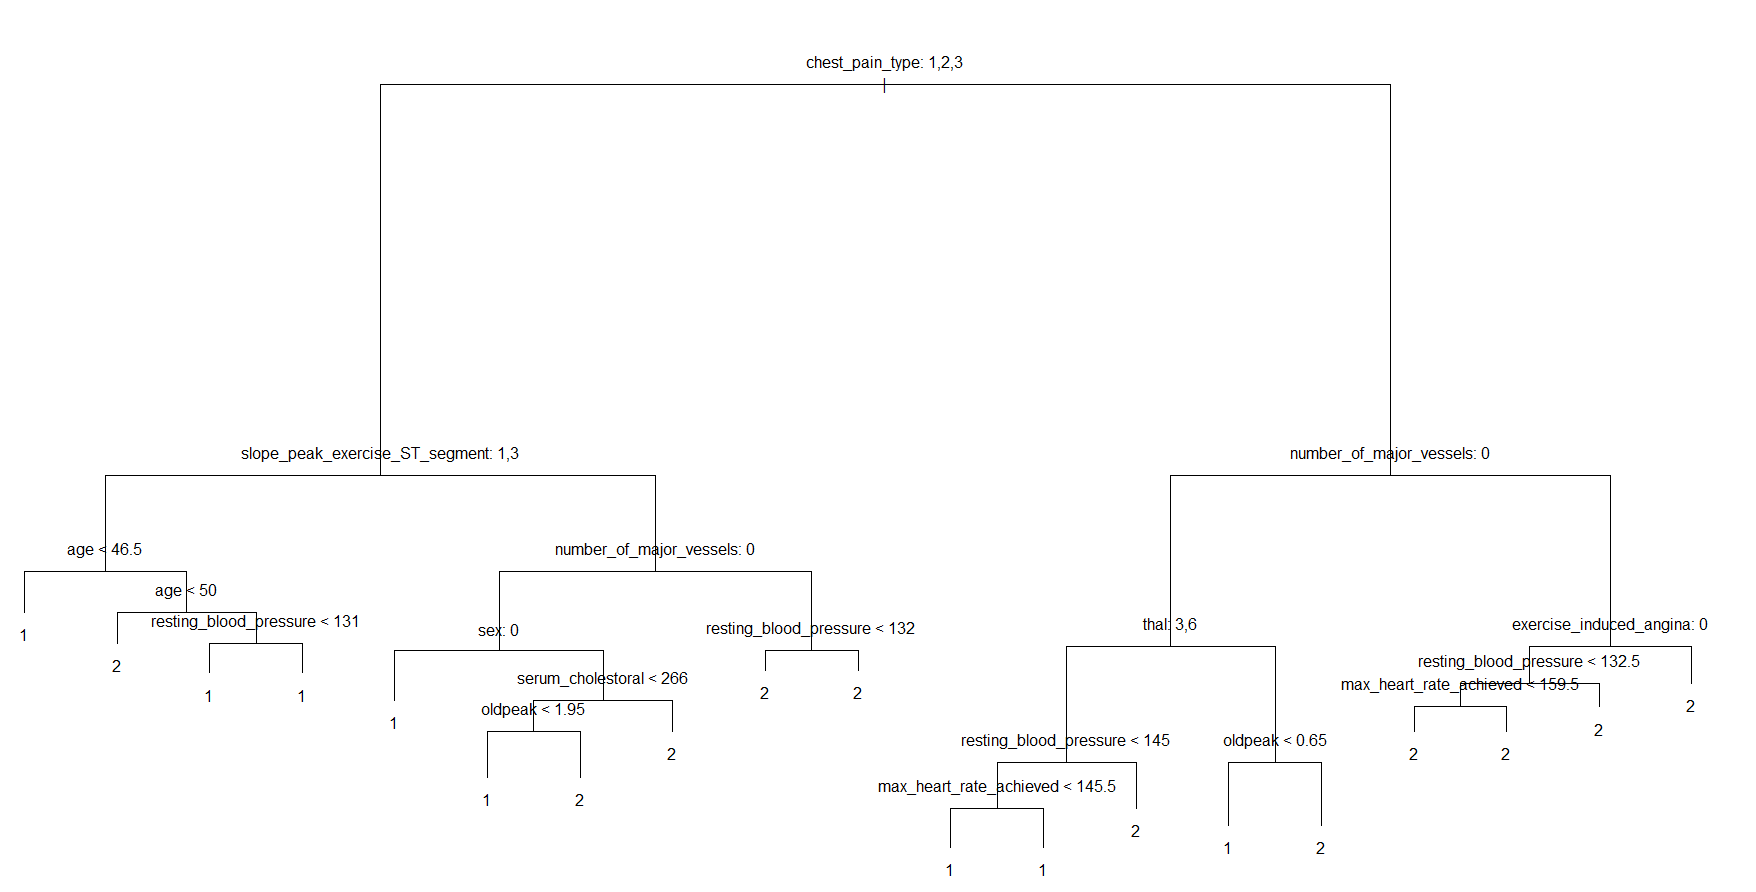 chest_pain_type: 1,2,3
slope_peak_exercise_ST_segment: 1,3
number_of_major_vessels: 0
age < 46.5
number_of_major_vessels: 0
age < 50
resting_blood_pressure < 131
sex: 0
resting_blood_pressure < 132
thal: 3,6
exercise_induced_angina: 0
1
2
1
1
serum_cholestoral < 266
oldpeak < 1.95
1
2
1
2
2
2
resting_blood_pressure < 132.5
max_heart_rate_achieved < 159.5
2
2
2
2
resting_blood_pressure < 145
oldpeak < 0.65
max_heart_rate_achieved < 145.5
1
1
2
1
2